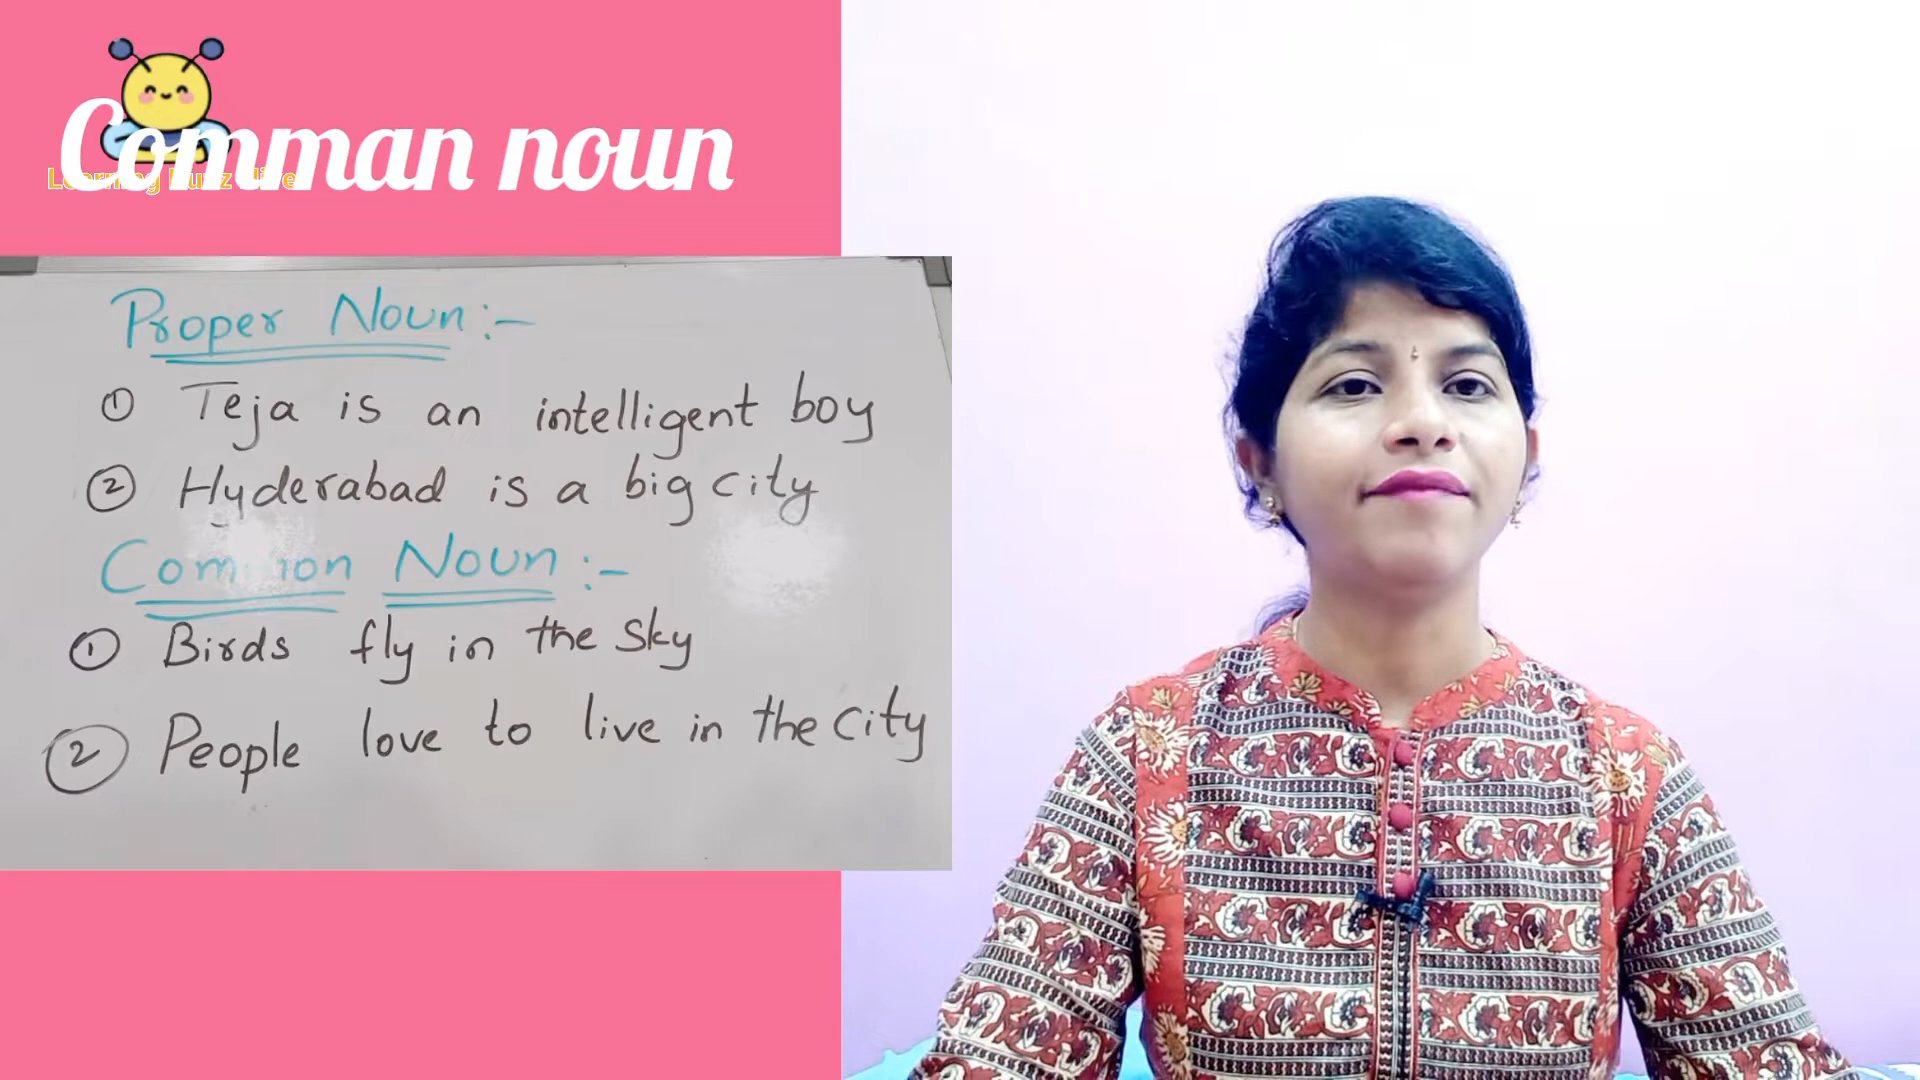 Comman noun
Proper Noun :-
① Teja is an intelligent boy
② Hyderabad is a big city
Common Noun :-
① Birds fly in the sky
② People love to live in the city